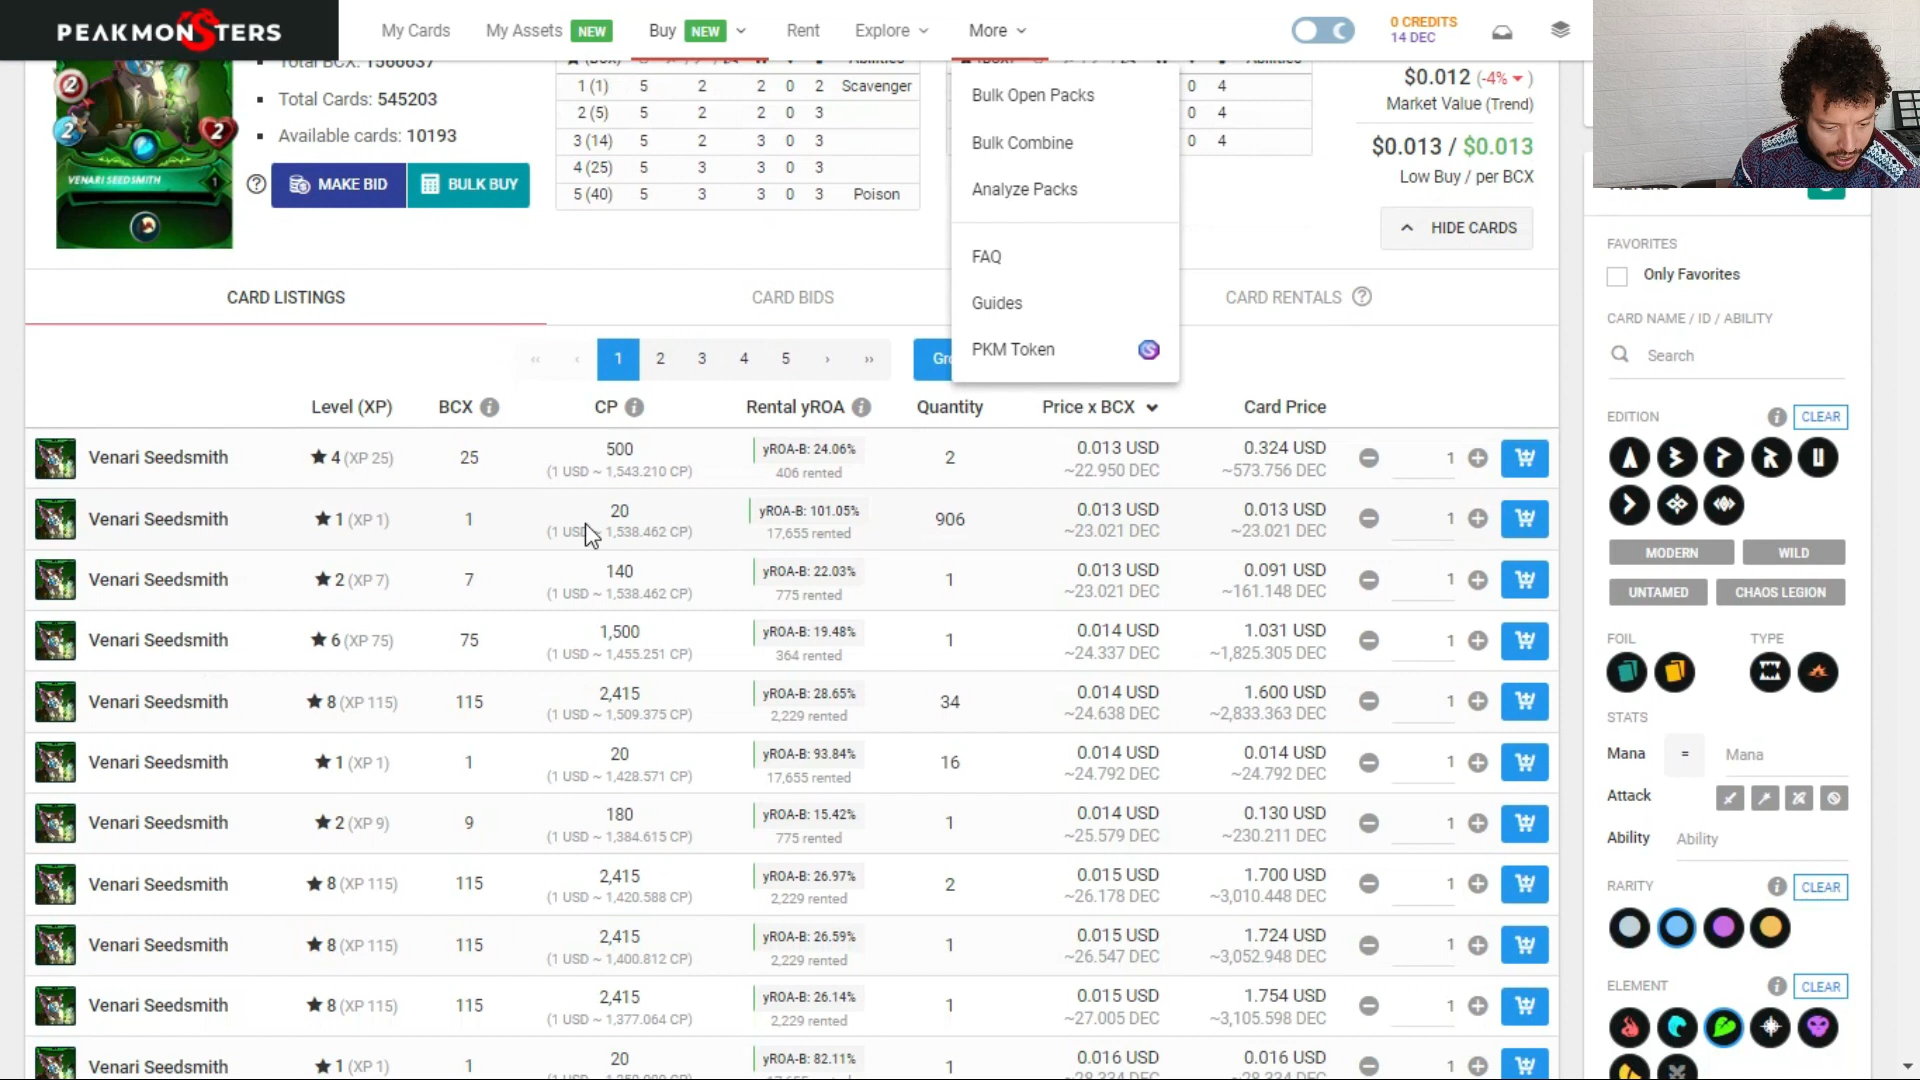 PEAKMONSTERS
My Cards
My Assets NEW
Buy NEW
Rent
Explore
More
0 CREDITS
14 DEC
Total BCX: 1566637
Total Cards: 545203
Available cards: 10193
MAKE BID
BULK BUY
2
2
2
VENARI SEEDSMITH 1
1 (1) 5 2 2 0 2 Scavenger
2 (5) 5 2 2 0 3
3 (14) 5 2 3 0 3
4 (25) 5 3 3 0 3
5 (40) 5 3 3 0 3 Poison
Bulk Open Packs
Bulk Combine
Analyze Packs
FAQ
Guides
PKM Token
0 4
0 4
0 4
$0.012 (-4% )
Market Value (Trend)
$0.013 / $0.013
Low Buy / per BCX
HIDE CARDS
CARD LISTINGS
CARD BIDS
CARD RENTALS
« ‹ 1 2 3 4 5 › »
Level (XP) BCX CP Rental yROA Quantity Price x BCX Card Price
Venari Seedsmith ★ 4 (XP 25) 25 500 yROA-B: 24.06% 2 0.013 USD 0.324 USD 1
(1 USD ~ 1,543.210 CP) 406 rented ~22.950 DEC ~573.756 DEC
Venari Seedsmith ★ 1 (XP 1) 1 20 yROA-B: 101.05% 906 0.013 USD 0.013 USD 1
(1 USD ~ 1,538.462 CP) 17,655 rented ~23.021 DEC ~23.021 DEC
Venari Seedsmith ★ 2 (XP 7) 7 140 yROA-B: 22.03% 1 0.013 USD 0.091 USD 1
(1 USD ~ 1,538.462 CP) 775 rented ~23.021 DEC ~161.148 DEC
Venari Seedsmith ★ 6 (XP 75) 75 1,500 yROA-B: 19.48% 1 0.014 USD 1.031 USD 1
(1 USD ~ 1,455.251 CP) 364 rented ~24.337 DEC ~1,825.305 DEC
Venari Seedsmith ★ 8 (XP 115) 115 2,415 yROA-B: 28.65% 34 0.014 USD 1.600 USD 1
(1 USD ~ 1,509.375 CP) 2,229 rented ~24.638 DEC ~2,833.363 DEC
Venari Seedsmith ★ 1 (XP 1) 1 20 yROA-B: 93.84% 16 0.014 USD 0.014 USD 1
(1 USD ~ 1,428.571 CP) 17,655 rented ~24.792 DEC ~24.792 DEC
Venari Seedsmith ★ 2 (XP 9) 9 180 yROA-B: 15.42% 1 0.014 USD 0.130 USD 1
(1 USD ~ 1,384.615 CP) 775 rented ~25.579 DEC ~230.211 DEC
Venari Seedsmith ★ 8 (XP 115) 115 2,415 yROA-B: 26.97% 2 0.015 USD 1.700 USD 1
(1 USD ~ 1,420.588 CP) 2,229 rented ~26.178 DEC ~3,010.448 DEC
Venari Seedsmith ★ 8 (XP 115) 115 2,415 yROA-B: 26.59% 1 0.015 USD 1.724 USD 1
(1 USD ~ 1,400.812 CP) 2,229 rented ~26.547 DEC ~3,052.948 DEC
Venari Seedsmith ★ 8 (XP 115) 115 2,415 yROA-B: 26.14% 1 0.015 USD 1.754 USD 1
(1 USD ~ 1,377.064 CP) 2,229 rented ~27.005 DEC ~3,105.598 DEC
Venari Seedsmith ★ 1 (XP 1) 1 20 yROA-B: 82.11% 1 0.016 USD 0.016 USD 1
FAVORITES
Only Favorites
CARD NAME / ID / ABILITY
Search
EDITION CLEAR
MODERN WILD
UNTAMED CHAOS LEGION
FOIL TYPE
STATS
Mana = Mana
Attack
Ability Ability
RARITY CLEAR
ELEMENT CLEAR